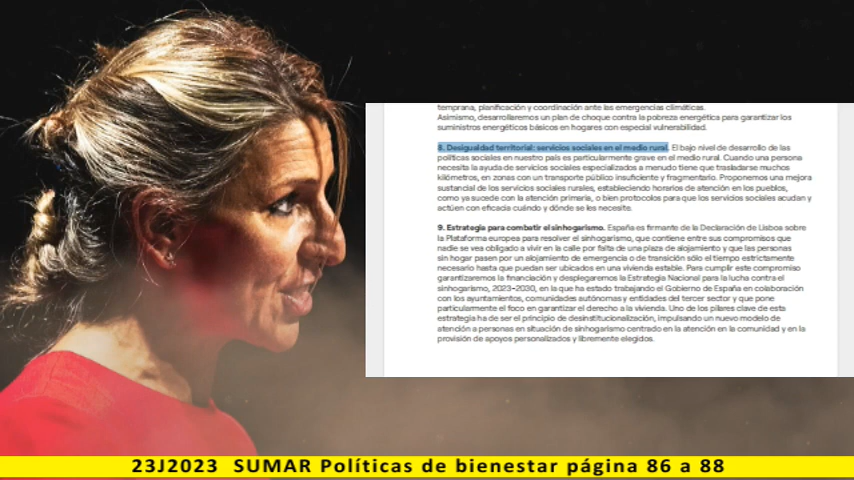 temprana, planificación y coordinación ante las emergencias climáticas.
Asimismo, desarrollaremos un plan de choque contra la pobreza energética para garantizar los
suministros energéticos básicos en hogares con especial vulnerabilidad.
8. Desigualdad territorial: servicios sociales en el medio rural. El bajo nivel de desarrollo de las
políticas sociales en nuestro país es particularmente grave en el medio rural. Cuando una persona
necesita la ayuda de servicios sociales especializados a menudo tiene que trasladarse muchos
kilómetros, en zonas con un transporte público insuficiente y fragmentario. Proponemos una mejora
sustancial de los servicios sociales rurales, estableciendo horarios de atención en los pueblos,
como ya sucede con la atención primaria, o bien protocolos para que los servicios sociales acudan y
actúen con eficacia cuándo y dónde se les necesite.
9. Estrategia para combatir el sinhogarismo. España es firmante de la Declaración de Lisboa sobre
la Plataforma europea para resolver el sinhogarismo, que contiene entre sus compromisos que
nadie se vea obligado a vivir en la calle por falta de una plaza de alojamiento y que las personas
sin hogar pasen por un alojamiento de emergencia o de transición sólo el tiempo estrictamente
necesario hasta que puedan ser ubicados en una vivienda estable. Para cumplir este compromiso
garantizaremos la financiación y desplegaremos la Estrategia Nacional para la lucha contra el
sinhogarismo, 2023-2030, en la que ha estado trabajando el Gobierno de España en colaboración
con los ayuntamientos, comunidades autónomas y entidades del tercer sector y que pone
particularmente el foco en garantizar el derecho a la vivienda. Uno de los pilares clave de esta
estrategia ha de ser el principio de desinstitucionalización, impulsando un nuevo modelo de
atención a personas en situación de sinhogarismo centrado en la atención en la comunidad y en la
provisión de apoyos personalizados y libremente elegidos.
23J2023 SUMAR Políticas de bienestar página 86 a 88